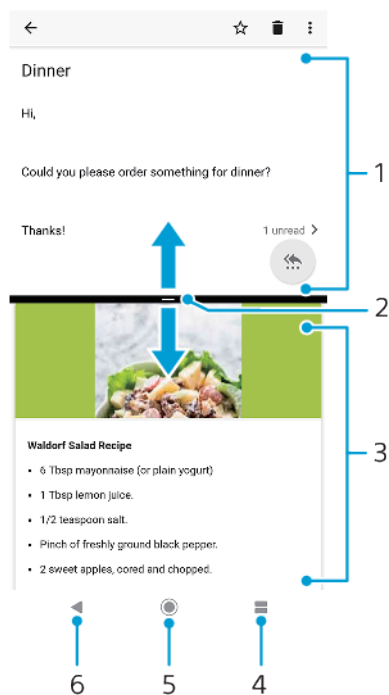 Dinner
Hi,
Could you please order something for dinner?
Thanks!
1 unread
1
2
3
Waldorf Salad Recipe
• 6 Tbsp mayonnaise (or plain yogurt)
• 1 Tbsp lemon juice.
• 1/2 teaspoon salt.
• Pinch of freshly ground black pepper.
• 2 sweet apples, cored and chopped.
6 5 4